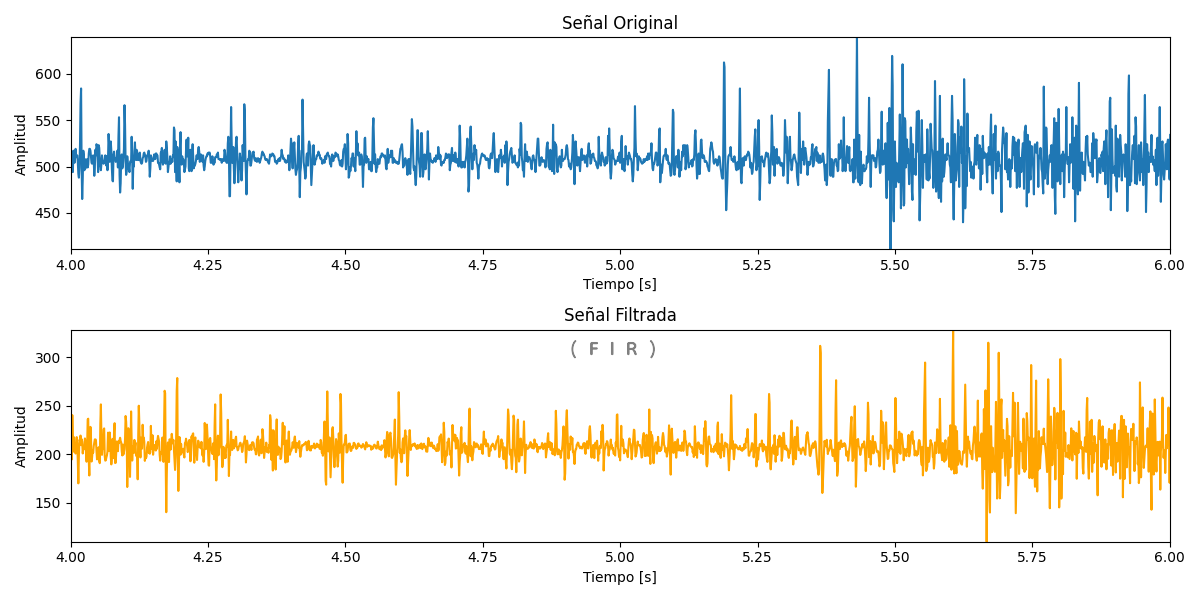 Señal Original
Amplitud
600
550
500
450
4.00 4.25 4.50 4.75 5.00 5.25 5.50 5.75 6.00
Tiempo [s]
Señal Filtrada
( F I R )
Amplitud
300
250
200
150
4.00 4.25 4.50 4.75 5.00 5.25 5.50 5.75 6.00
Tiempo [s]